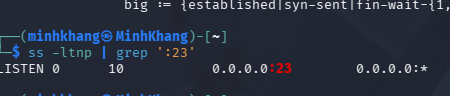 big := {established|syn-sent|fin-wait-{1,
┌──(minhkhang㉿MinhKhang)-[~]
└─$ ss -ltnp | grep ':23'
LISTEN 0 10 0.0.0.0:23 0.0.0.0:*